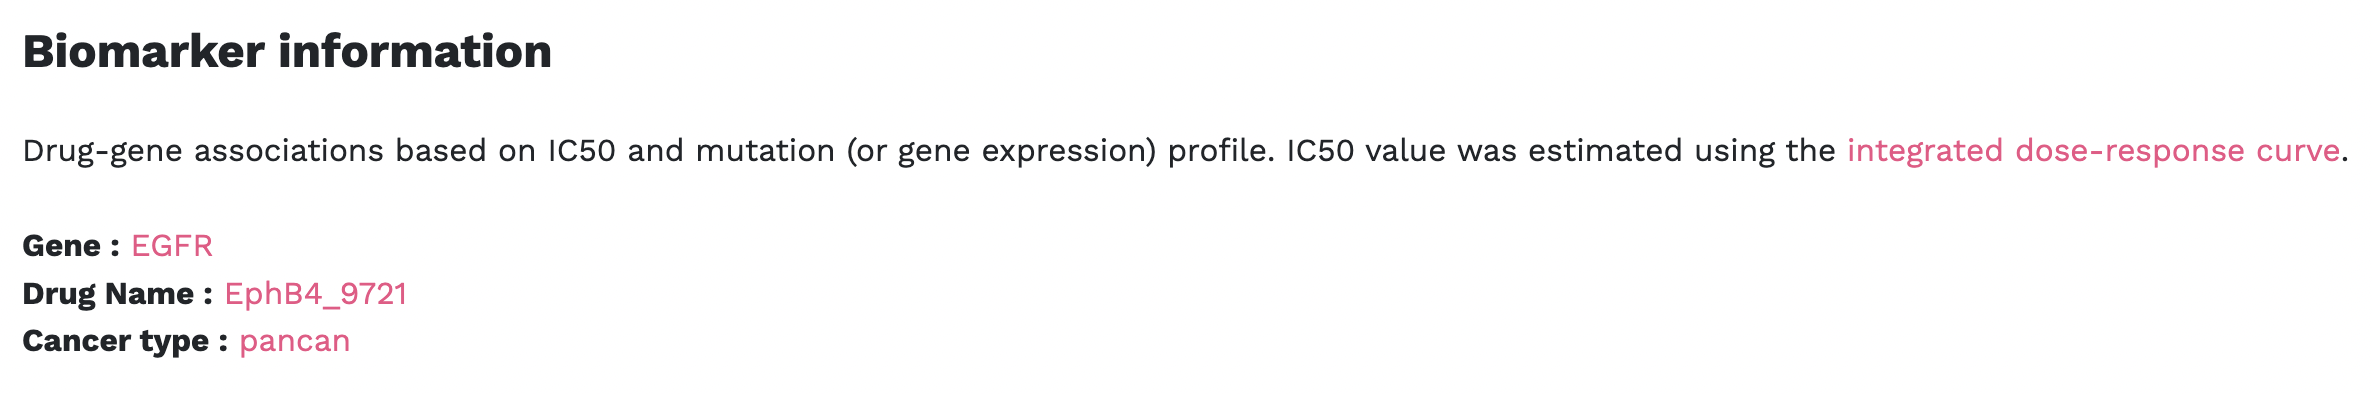 Biomarker information
Drug-gene associations based on IC50 and mutation (or gene expression) profile. IC50 value was estimated using the integrated dose-response curve.
Gene : EGFR
Drug Name : EphB4_9721
Cancer type : pancan